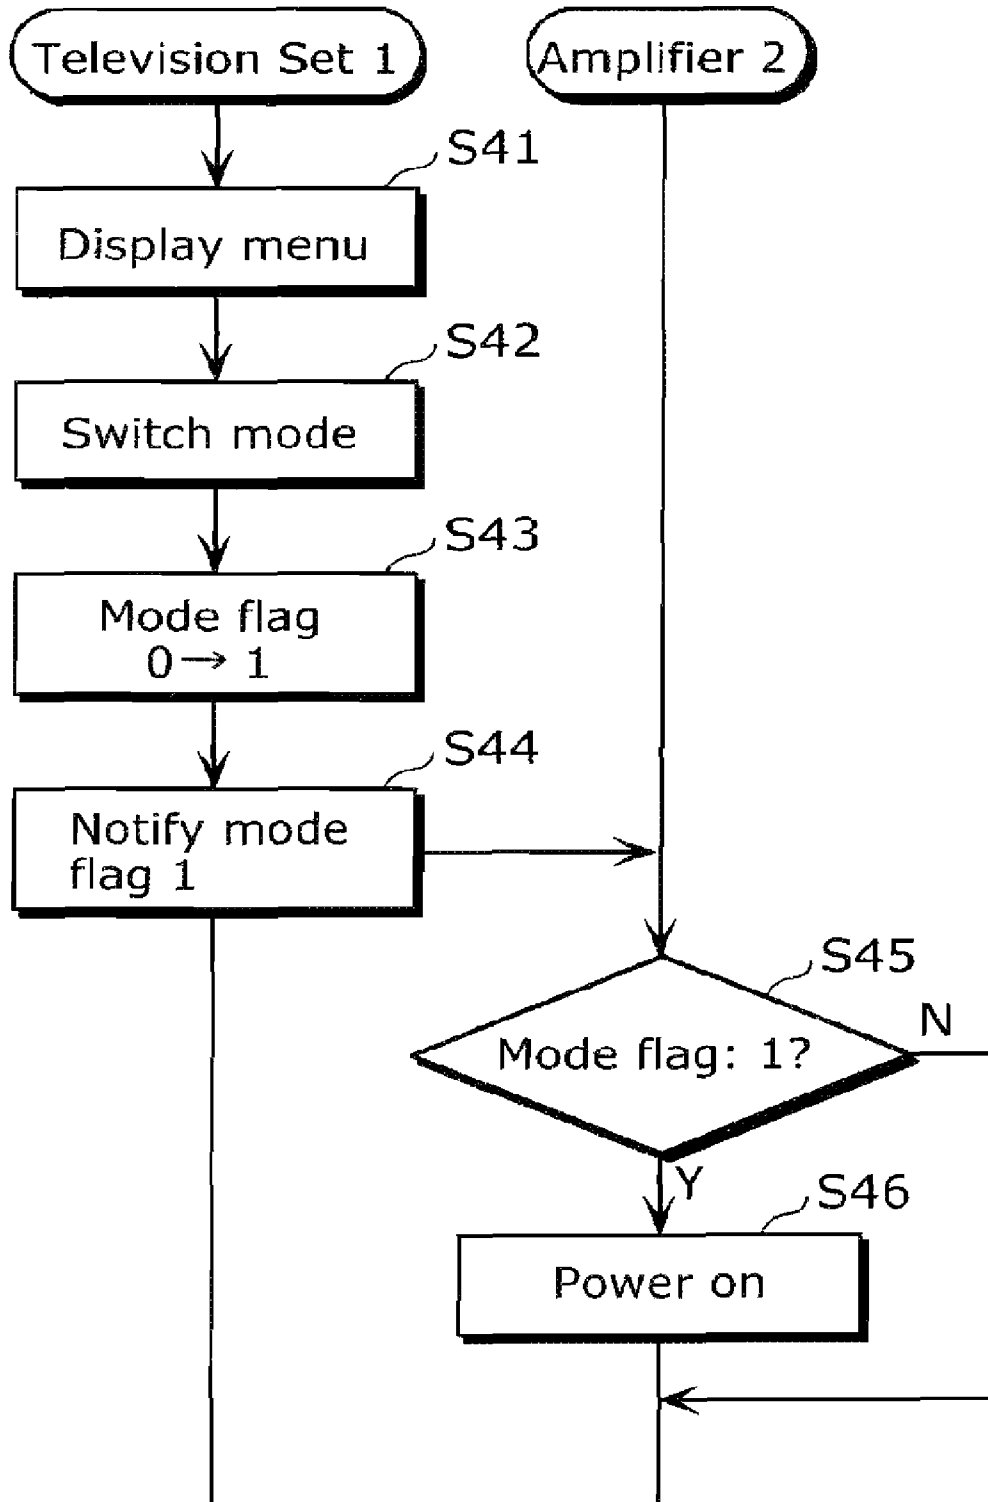 Television Set 1
Amplifier 2
S41
Display menu
S42
Switch mode
S43
Mode flag
0→ 1
S44
Notify mode
flag 1
S45
N
Mode flag: 1?
Y
S46
Power on